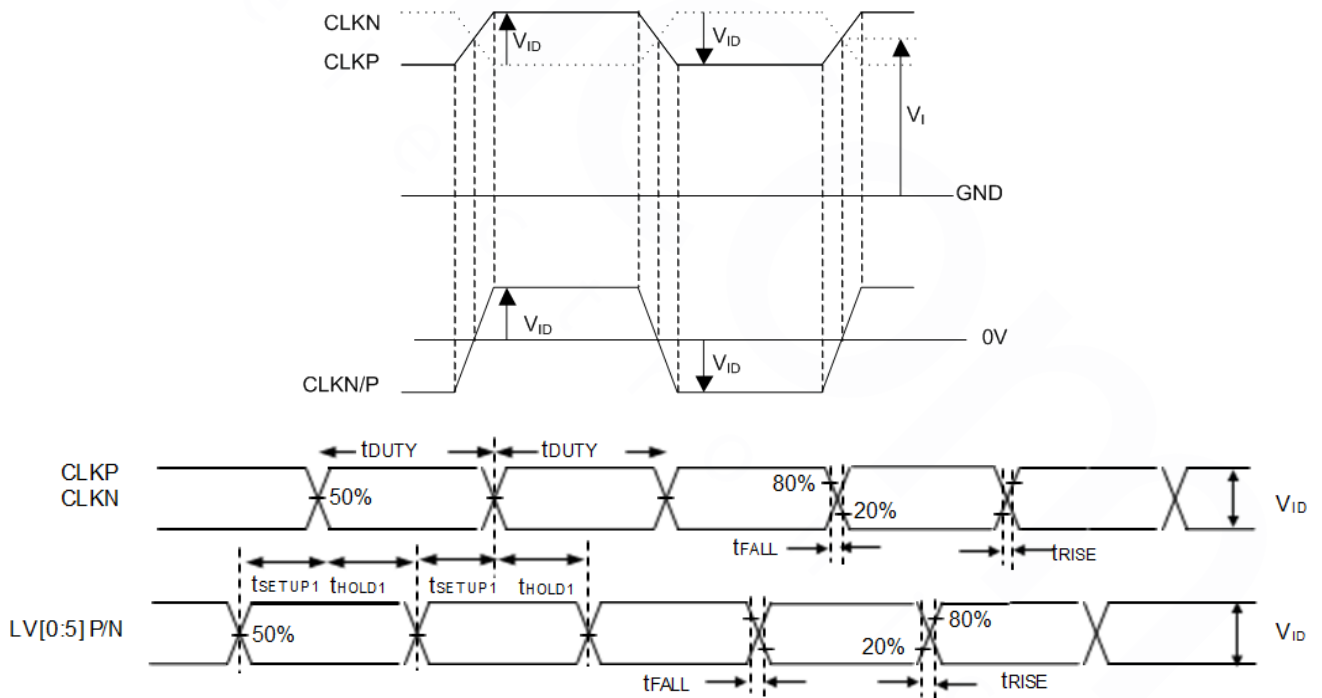 CLKN
CLKP
VID
VID
VI
GND
VID
0V
VID
CLKN/P
tDUTY
tDUTY
CLKP
CLKN
50%
80%
20%
VID
tFALL
tRISE
tSETUP1
tHOLD1
tSETUP1
tHOLD1
LV[0:5] P/N
50%
80%
20%
VID
tFALL
tRISE